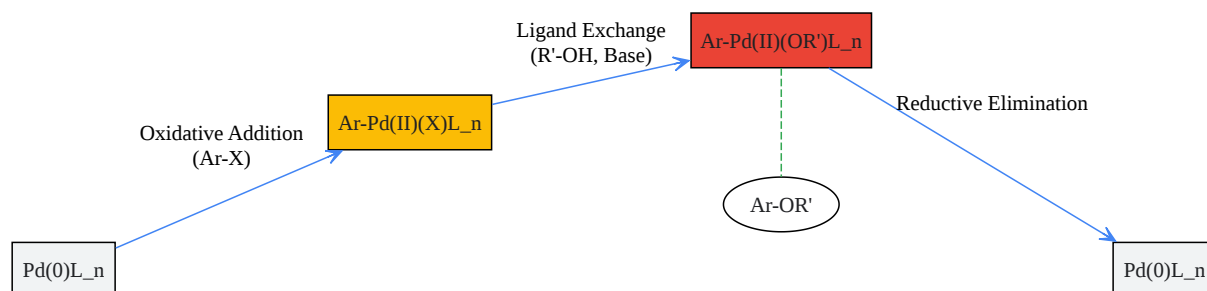 Ligand Exchange
(R'-OH, Base)
Ar-Pd(II)(OR')L_n
Reductive Elimination
Ar-Pd(II)(X)L_n
Oxidative Addition
(Ar-X)
Ar-OR'
Pd(0)L_n
Pd(0)L_n